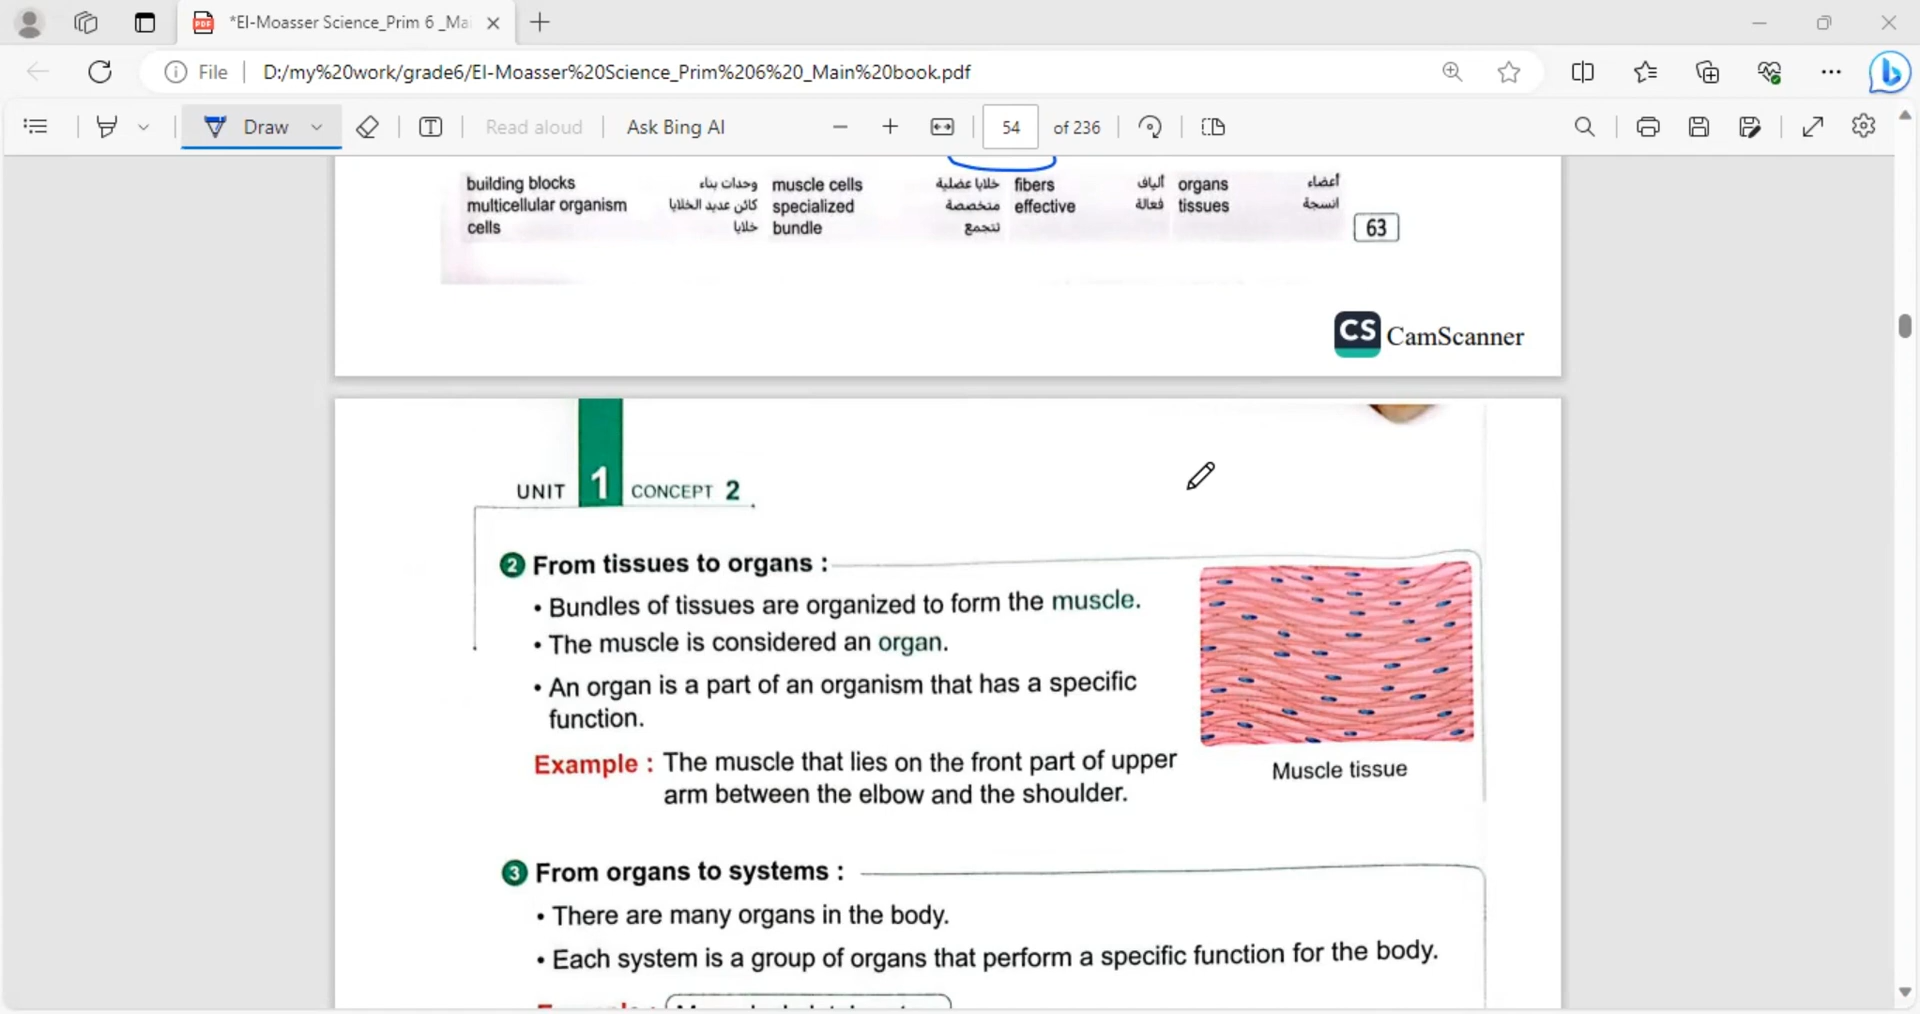 *El-Moasser Science_Prim 6 _Mai
File D:/my%20work/grade6/El-Moasser%20Science_Prim%206%20_Main%20book.pdf
Draw Read aloud Ask Bing AI 54 of 236
building blocks وحدات بناء muscle cells خلايا عضلية fibers ألياف organs أعضاء
multicellular organism كائن عديد الخلايا specialized متخصصة effective فعالة tissues انسجة
cells خلايا bundle تتجمع
63
CS CamScanner
UNIT 1 CONCEPT 2
2 From tissues to organs :
• Bundles of tissues are organized to form the muscle.
• The muscle is considered an organ.
• An organ is a part of an organism that has a specific
function.
Example : The muscle that lies on the front part of upper
arm between the elbow and the shoulder.
Muscle tissue
3 From organs to systems :
• There are many organs in the body.
• Each system is a group of organs that perform a specific function for the body.